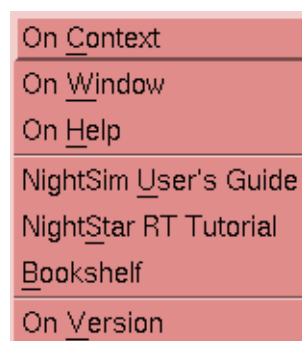 On Context
On Window
On Help
NightSim User's Guide
NightStar RT Tutorial
Bookshelf
On Version